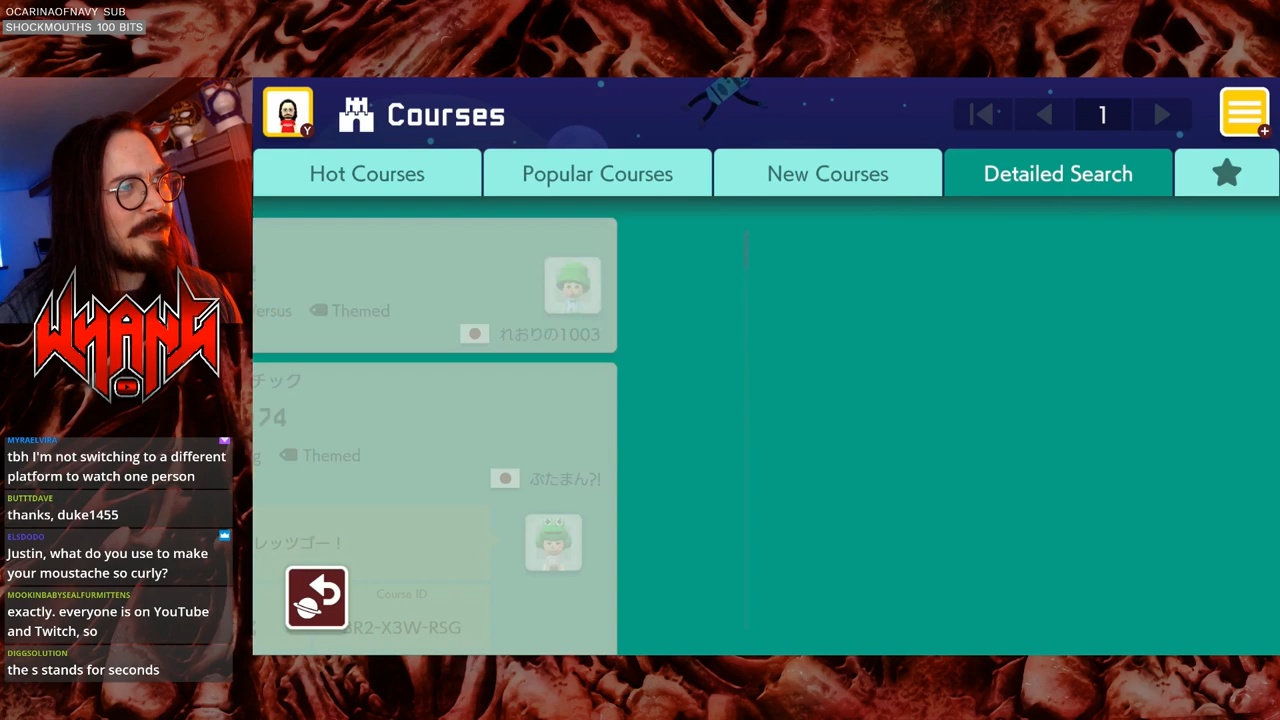 OCARINAOFNAVY SUB
SHOCKMOUTHS 100 BITS
Y
Courses
1
+
Hot Courses
Popular Courses
New Courses
Detailed Search
Themed
れおりの1003
チック
74
Themed
ぶたまん?!
レッツゴー！
Course ID
X3W-RSG
WYANG
MYRAELVIRA
tbh I'm not switching to a different
platform to watch one person
BUTTTDAVE
thanks, duke1455
ELSDODO
Justin, what do you use to make
your moustache so curly?
MOOKINBABYSEALFURMITTENS
exactly. everyone is on YouTube
and Twitch, so
DIGGSOLUTION
the s stands for seconds